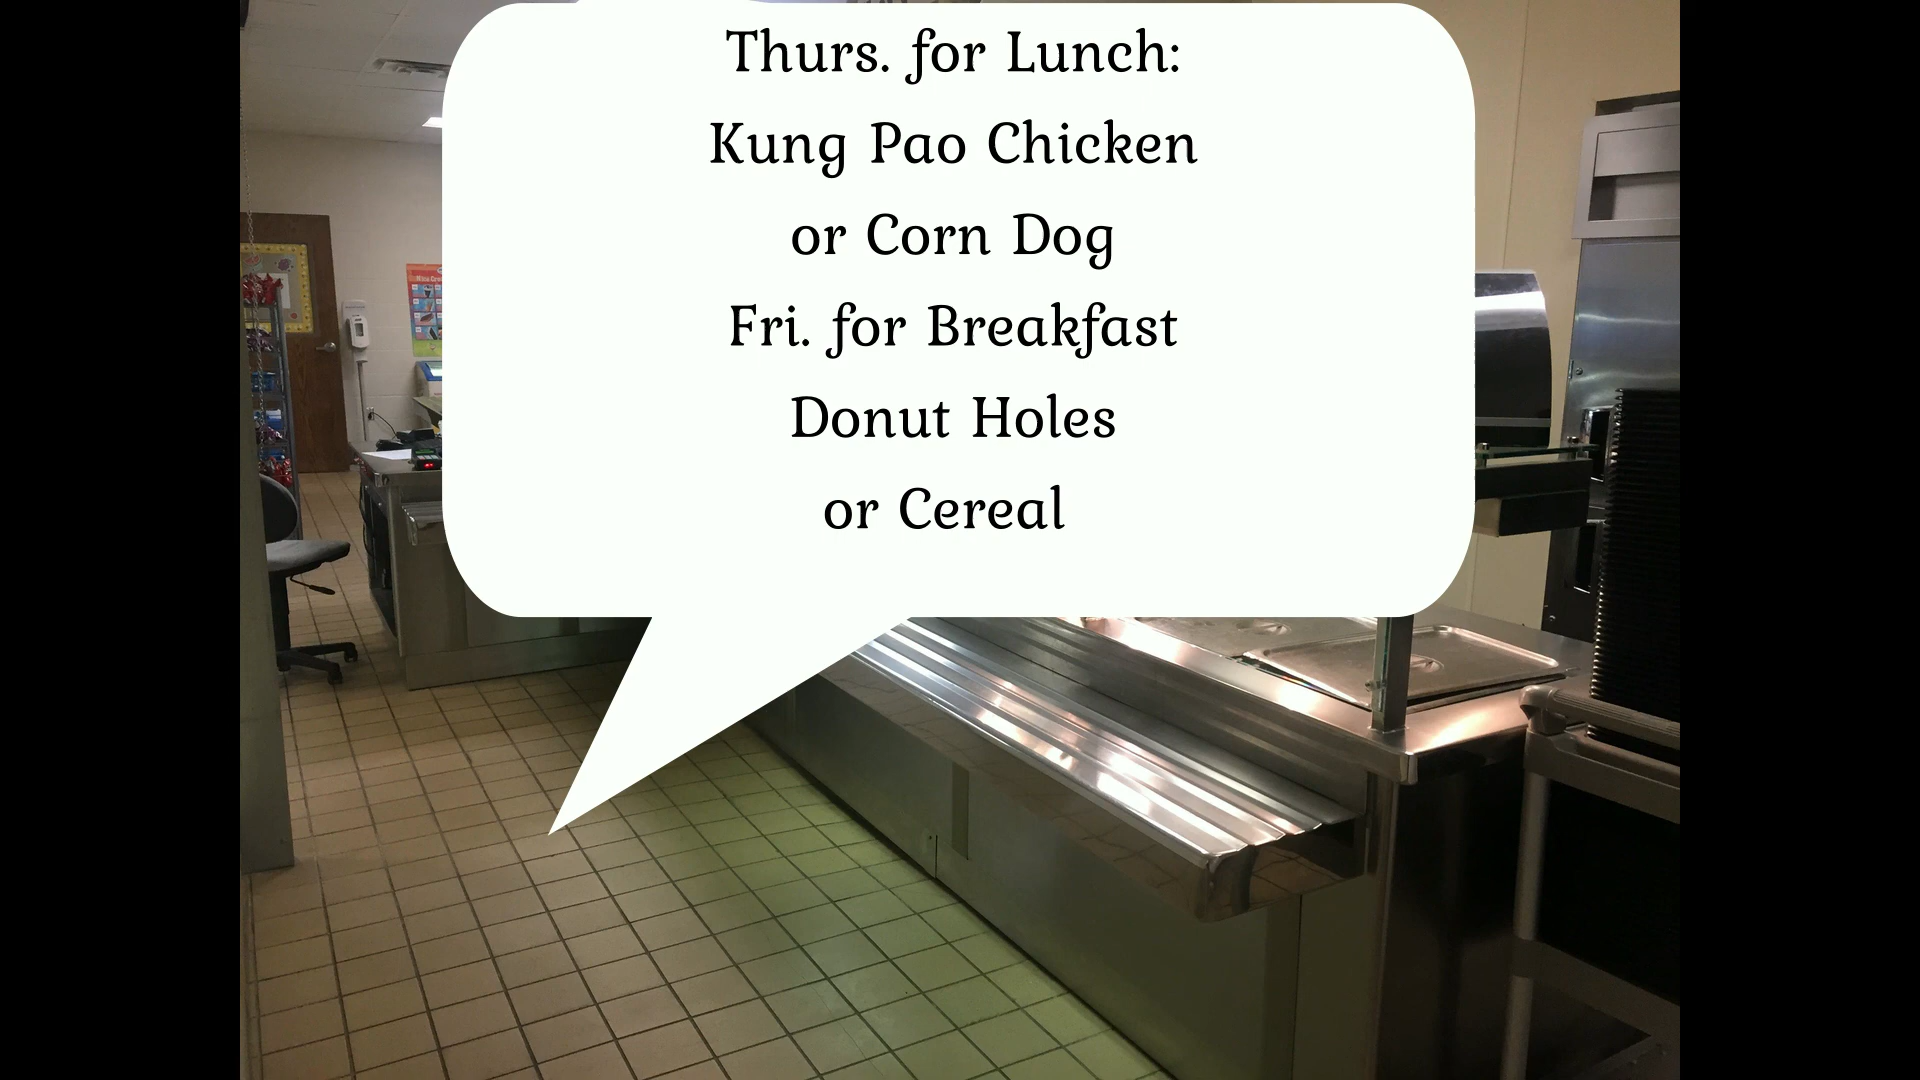 Thurs. for Lunch:
Kung Pao Chicken
or Corn Dog
Fri. for Breakfast
Donut Holes
or Cereal